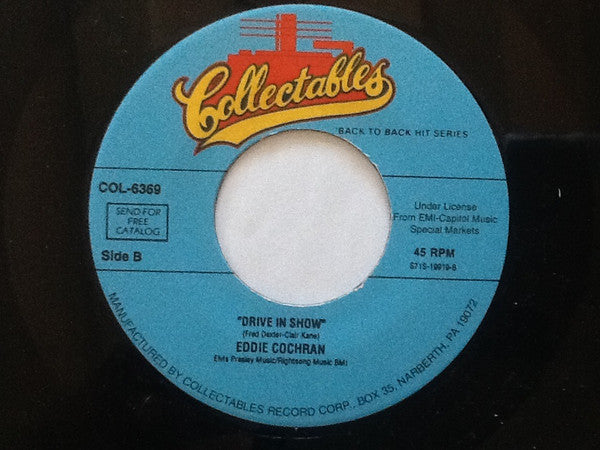 Collectables
'BACK TO BACK HIT SERIES
COL-6369
SEND FOR
FREE
CATALOG
Side B
Under License
From EMI-Capitol Music
Special Markets
45 RPM
S71S-19919-B
"DRIVE IN SHOW"
(Fred Dexter-Clair Kane)
EDDIE COCHRAN
Elvis Presley Music/Rightsong Music BMI
MANUFACTURED BY COLLECTABLES RECORD CORP., BOX 35, NARBERTH, PA 19072